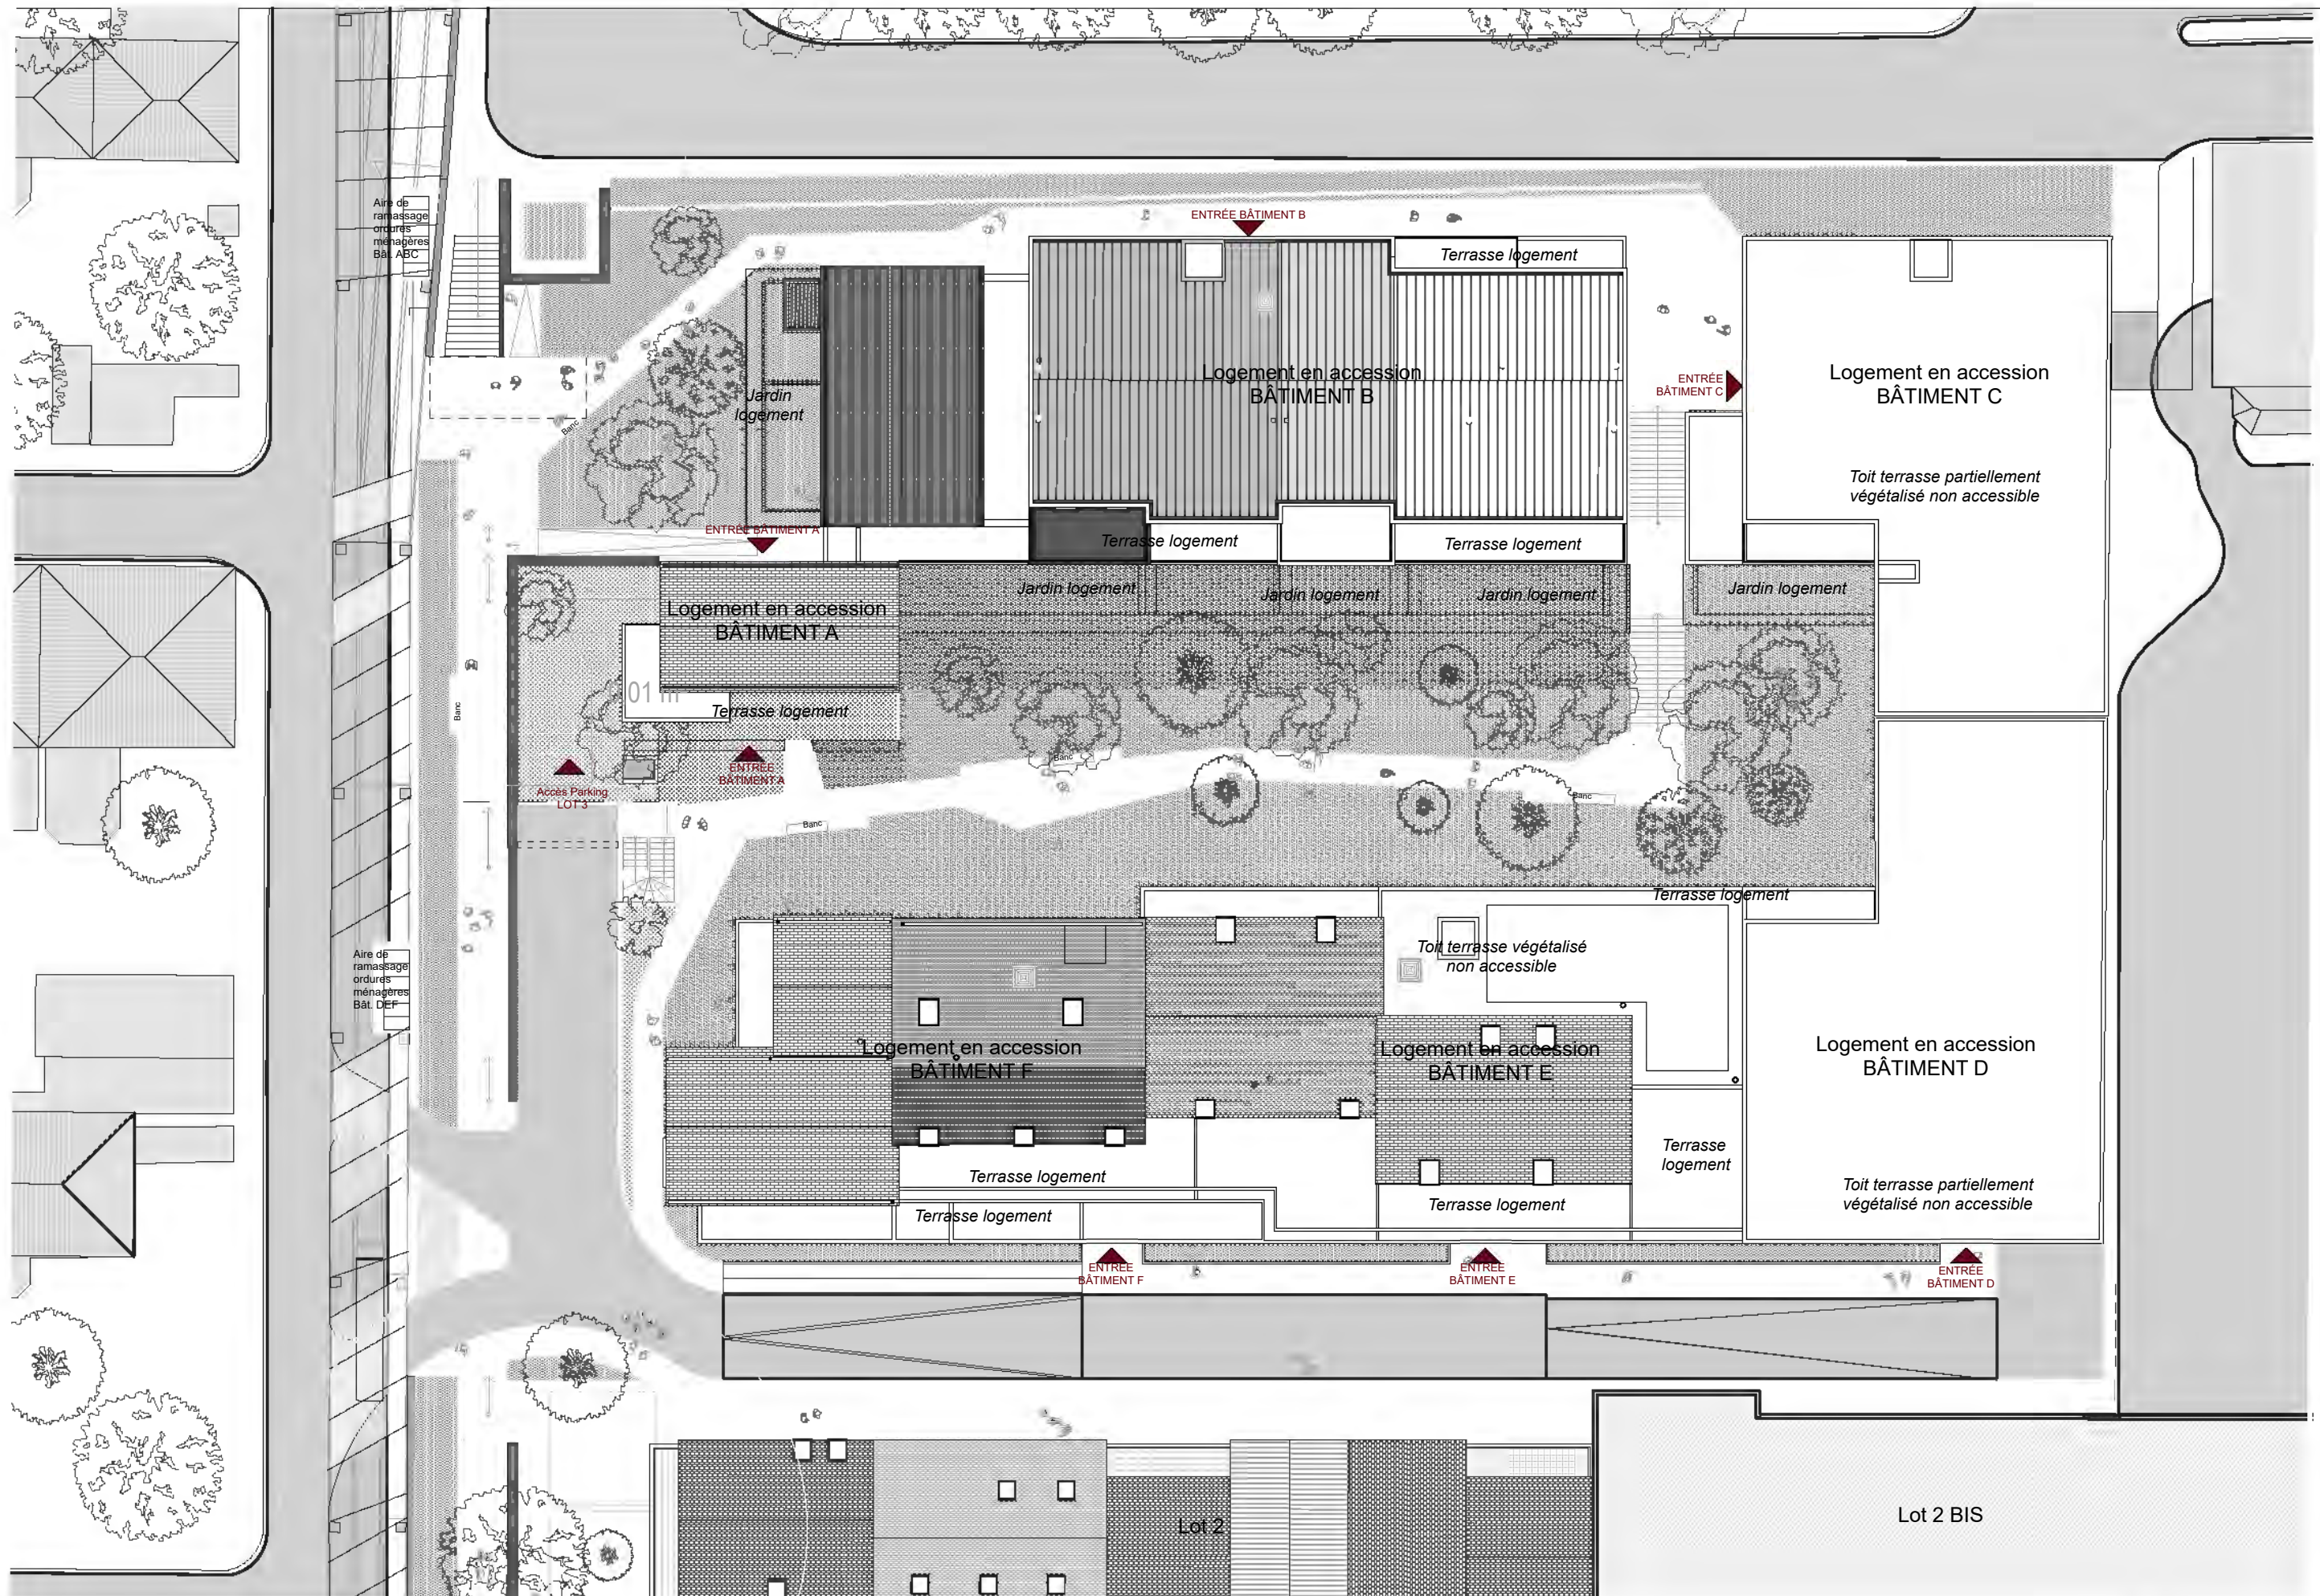 Aire de
ramassage
ordures
ménagères
Bât. ABC
ENTRÉE BÂTIMENT B
Terrasse logement
Logement en accession
BÂTIMENT B
ENTRÉE
BÂTIMENT C
Logement en accession
BÂTIMENT C
Toit terrasse partiellement
végétalisé non accessible
Jardin
logement
Banc
ENTRÉE BÂTIMENT A
Terrasse logement
Terrasse logement
Logement en accession
BÂTIMENT A
Jardin logement
Jardin logement
Jardin logement
Jardin logement
01
Terrasse logement
Banc
ENTRÉE
BÂTIMENT A
Accès Parking
LOT 3
Banc
Banc
Banc
Terrasse logement
Aire de
ramassage
ordures
ménagères
Bât. DEF
Toit terrasse végétalisé
non accessible
Logement en accession
BÂTIMENT F
Logement en accession
BÂTIMENT E
Logement en accession
BÂTIMENT D
Terrasse
logement
Terrasse logement
Terrasse logement
Terrasse logement
Toit terrasse partiellement
végétalisé non accessible
ENTRÉE
BÂTIMENT F
ENTRÉE
BÂTIMENT E
ENTRÉE
BÂTIMENT D
Lot 2
Lot 2 BIS